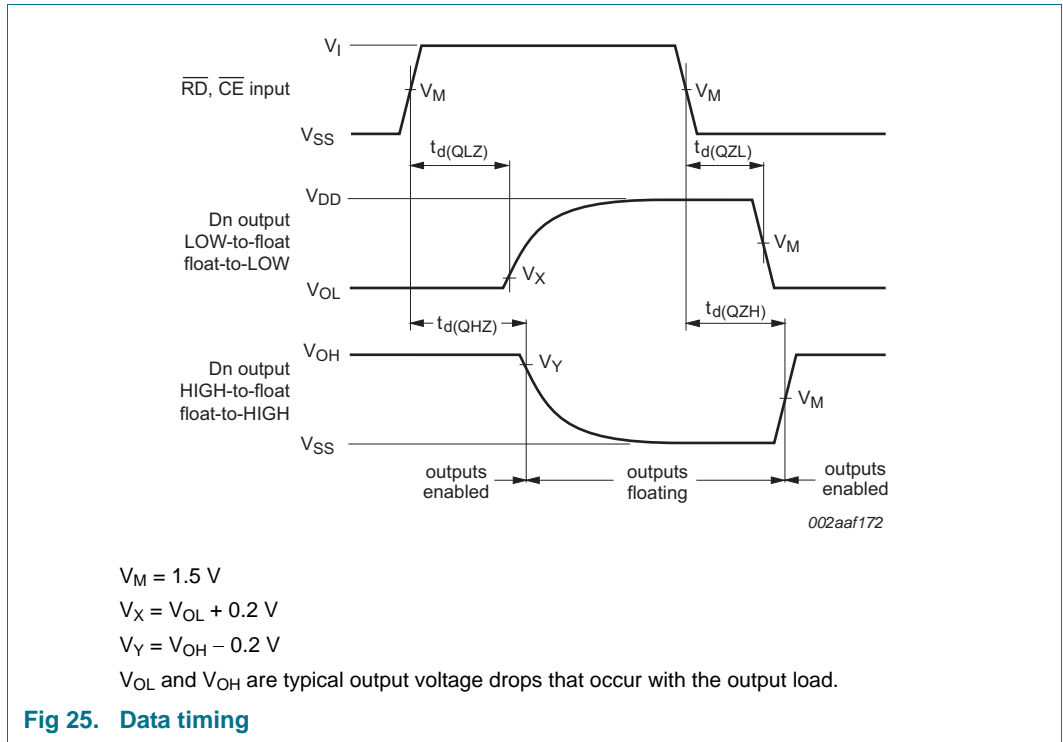 V_I
R̅D̅, C̅E̅ input
V_M
V_M
V_SS
t_d(QLZ)
t_d(QZL)
V_DD
Dn output
LOW-to-float
float-to-LOW
V_M
V_X
V_OL
t_d(QHZ)
t_d(QZH)
V_OH
Dn output
HIGH-to-float
float-to-HIGH
V_Y
V_M
V_SS
outputs
enabled
outputs
floating
outputs
enabled
002aaf172
V_M = 1.5 V
V_X = V_OL + 0.2 V
V_Y = V_OH − 0.2 V
V_OL and V_OH are typical output voltage drops that occur with the output load.
Fig 25. Data timing